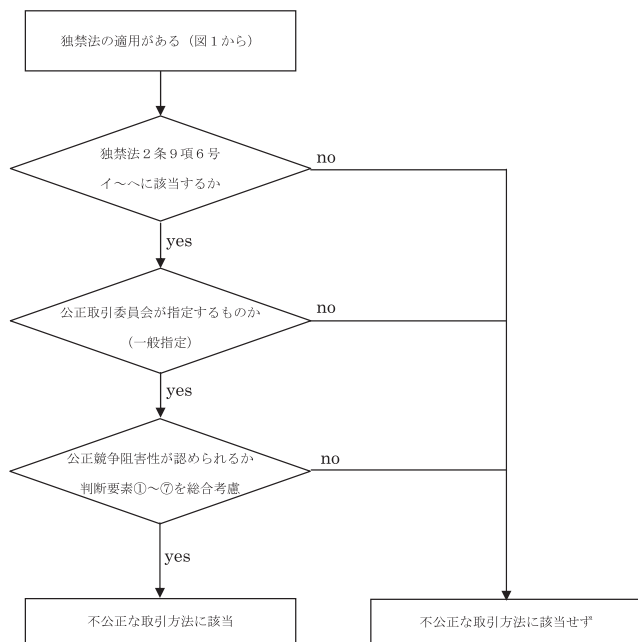 独禁法の適用がある（図１から）
独禁法２条９項６号
イ～ヘに該当するか
no
yes
公正取引委員会が指定するものか
（一般指定）
no
yes
公正競争阻害性が認められるか
判断要素①～⑦を総合考慮
no
yes
不公正な取引方法に該当
不公正な取引方法に該当せず